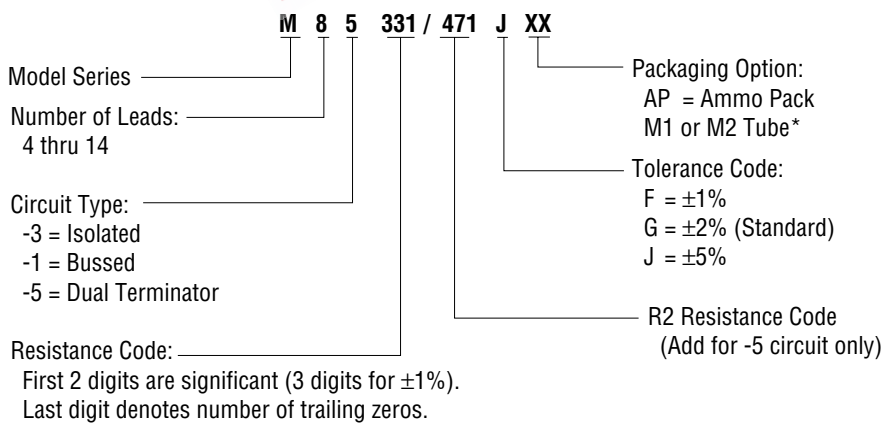 M 8 5 331 / 471 J XX
Model Series
Number of Leads:
4 thru 14
Circuit Type:
-3 = Isolated
-1 = Bussed
-5 = Dual Terminator
Resistance Code:
First 2 digits are significant (3 digits for ±1%).
Last digit denotes number of trailing zeros.
Packaging Option:
AP = Ammo Pack
M1 or M2 Tube*
Tolerance Code:
F = ±1%
G = ±2% (Standard)
J = ±5%
R2 Resistance Code
(Add for -5 circuit only)